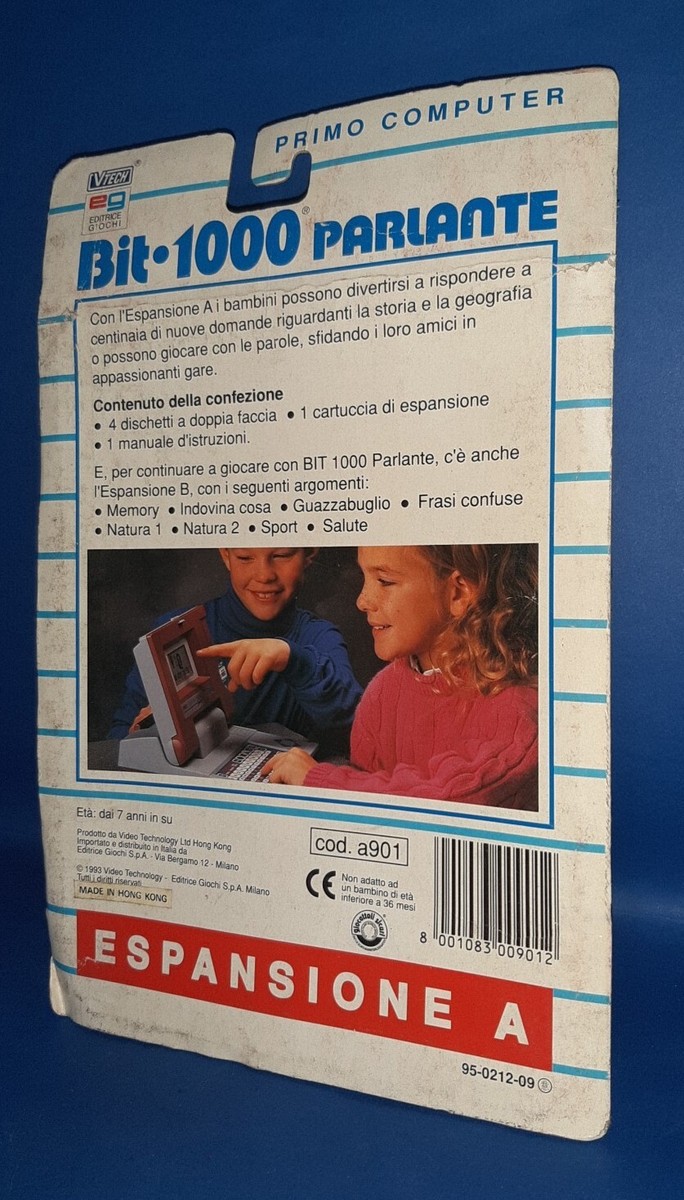 PRIMO COMPUTER
VTECH ®
eg
EDITRICE
GIOCHI
Bit•1000® PARLANTE
Con l'Espansione A i bambini possono divertirsi a rispondere a
centinaia di nuove domande riguardanti la storia e la geografia
o possono giocare con le parole, sfidando i loro amici in
appassionanti gare.
Contenuto della confezione
• 4 dischetti a doppia faccia • 1 cartuccia di espansione
• 1 manuale d'istruzioni.
E, per continuare a giocare con BIT 1000 Parlante, c'è anche
l'Espansione B, con i seguenti argomenti:
• Memory • Indovina cosa • Guazzabuglio • Frasi confuse
• Natura 1 • Natura 2 • Sport • Salute
Età: dai 7 anni in su
Prodotto da Video Technology Ltd Hong Kong
Importato e distribuito in Italia da
Editrice Giochi S.p.A. - Via Bergamo 12 - Milano
© 1993 Video Technology - Editrice Giochi S.p.A. Milano
Tutti i diritti riservati
MADE IN HONG KONG
cod. a901
CE
Non adatto ad
un bambino di età
inferiore a 36 mesi
giocattoli sicuri
8 001083 009012
ESPANSIONE A
95-0212-09